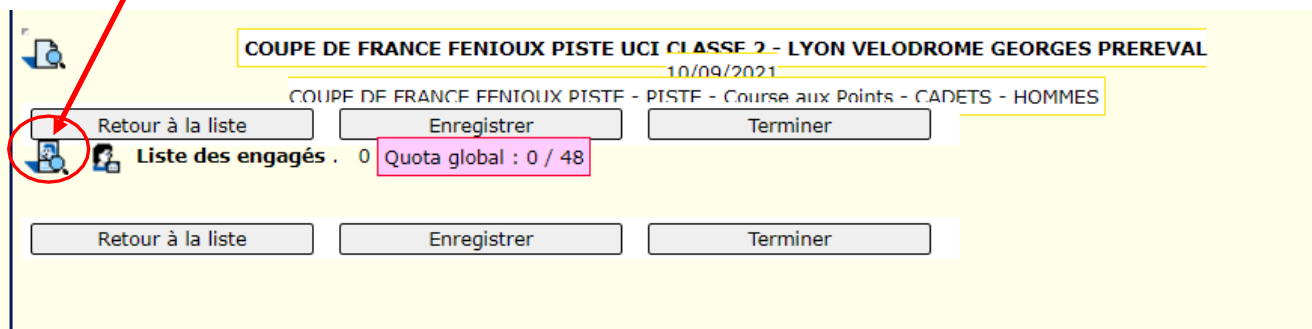 COUPE DE FRANCE FENIOUX PISTE UCI CLASSE 2 - LYON VELODROME GEORGES PREREVAL
10/09/2021
COUPE DE FRANCE FENIOUX PISTE - PISTE - Course aux Points - CADETS - HOMMES
Retour à la liste Enregistrer Terminer
Liste des engagés . 0 Quota global : 0 / 48
Retour à la liste Enregistrer Terminer